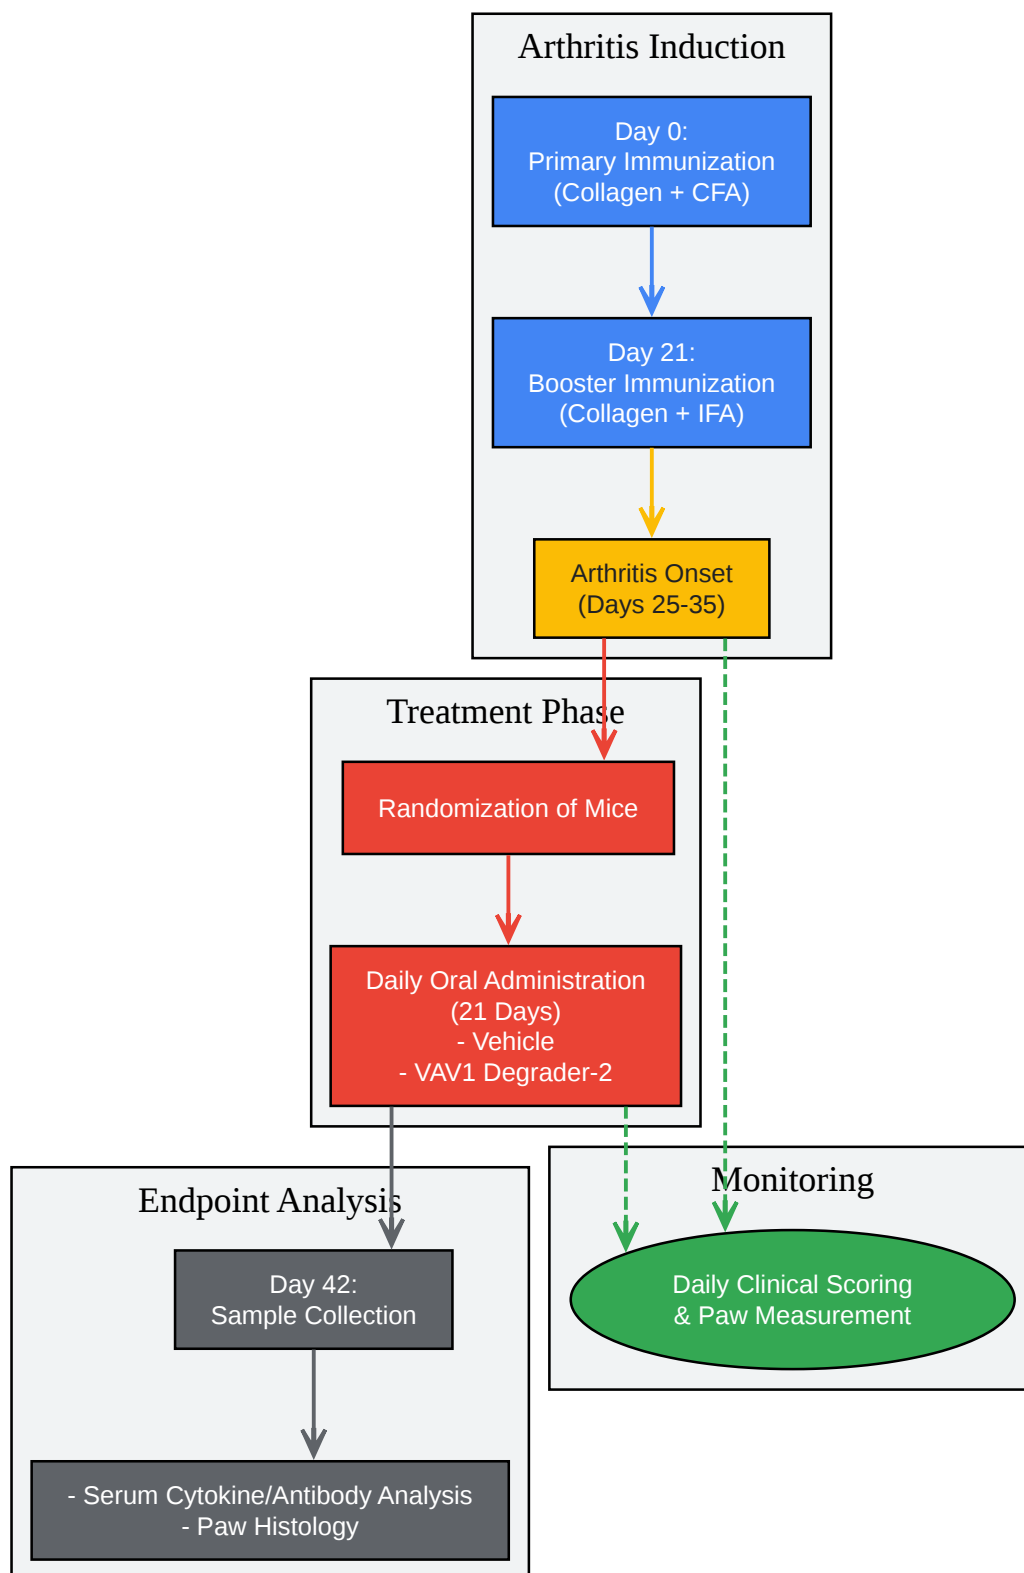 Arthritis Induction
Day 0:
Primary Immunization
(Collagen + CFA)
Day 21:
Booster Immunization
(Collagen + IFA)
Arthritis Onset
(Days 25-35)
Treatment Phase
Randomization of Mice
Daily Oral Administration
(21 Days)
- Vehicle
- VAV1 Degrader-2
Endpoint Analysis
Day 42:
Sample Collection
- Serum Cytokine/Antibody Analysis
- Paw Histology
Monitoring
Daily Clinical Scoring
& Paw Measurement